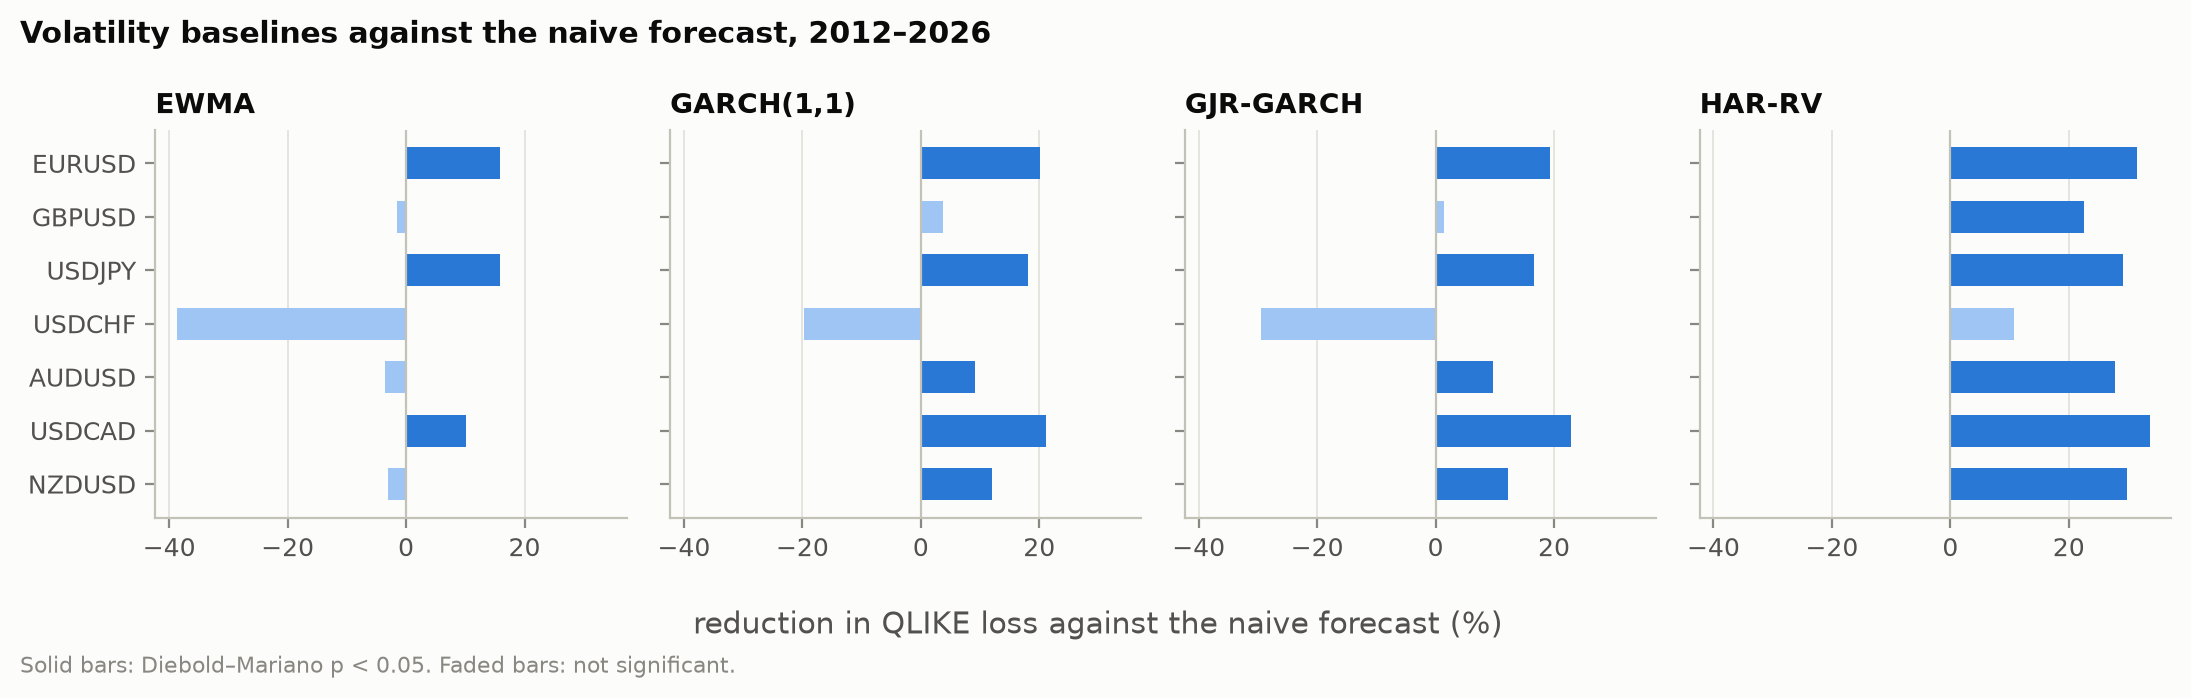 Volatility baselines against the naive forecast, 2012–2026
EWMA GARCH(1,1) GJR-GARCH HAR-RV
EURUSD
GBPUSD
USDJPY
USDCHF
AUDUSD
USDCAD
NZDUSD
−40 −20 0 20 −40 −20 0 20 −40 −20 0 20 −40 −20 0 20
reduction in QLIKE loss against the naive forecast (%)
Solid bars: Diebold–Mariano p < 0.05. Faded bars: not significant.